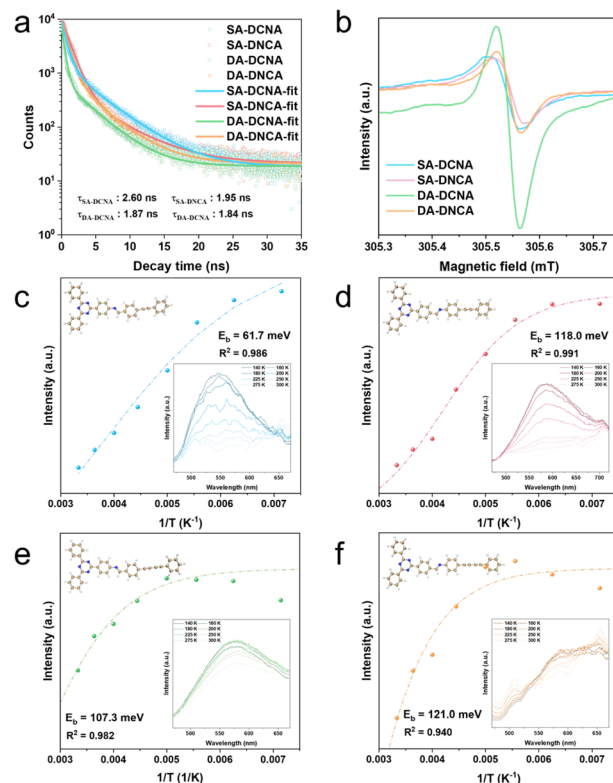 a
10⁴
10³
10²
10¹
10⁰
Counts
SA-DCNA
SA-DNCA
DA-DCNA
DA-DNCA
SA-DCNA-fit
SA-DNCA-fit
DA-DCNA-fit
DA-DNCA-fit
τSA-DCNA : 2.60 ns τSA-DNCA : 1.95 ns
τDA-DCNA : 1.87 ns τDA-DNCA : 1.84 ns
0 5 10 15 20 25 30 35
Decay time (ns)
b
Intensity (a.u.)
SA-DCNA
SA-DNCA
DA-DCNA
DA-DNCA
305.3 305.4 305.5 305.6 305.7
Magnetic field (mT)
c
Intensity (a.u.)
Eb = 61.7 meV
R² = 0.986
140 K 160 K
180 K 200 K
225 K 250 K
275 K 300 K
Intensity (a.u.)
500 550 600 650
Wavelength (nm)
0.003 0.004 0.005 0.006 0.007
1/T (K⁻¹)
d
Intensity (a.u.)
Eb = 118.0 meV
R² = 0.991
140 K 160 K
180 K 200 K
225 K 250 K
275 K 300 K
Intensity (a.u.)
500 550 600 650 700
Wavelength (nm)
0.003 0.004 0.005 0.006 0.007
1/T (K⁻¹)
e
Intensity (a.u.)
Eb = 107.3 meV
R² = 0.982
140 K 160 K
180 K 200 K
225 K 250 K
275 K 300 K
Intensity (a.u.)
500 550 600 650
Wavelength (nm)
0.003 0.004 0.005 0.006 0.007
1/T (1/K)
f
Intensity (a.u.)
Eb = 121.0 meV
R² = 0.940
140 K 160 K
180 K 200 K
225 K 250 K
275 K 300 K
Intensity (a.u.)
500 550 600 650
Wavelength (nm)
0.003 0.004 0.005 0.006 0.007
1/T (K⁻¹)